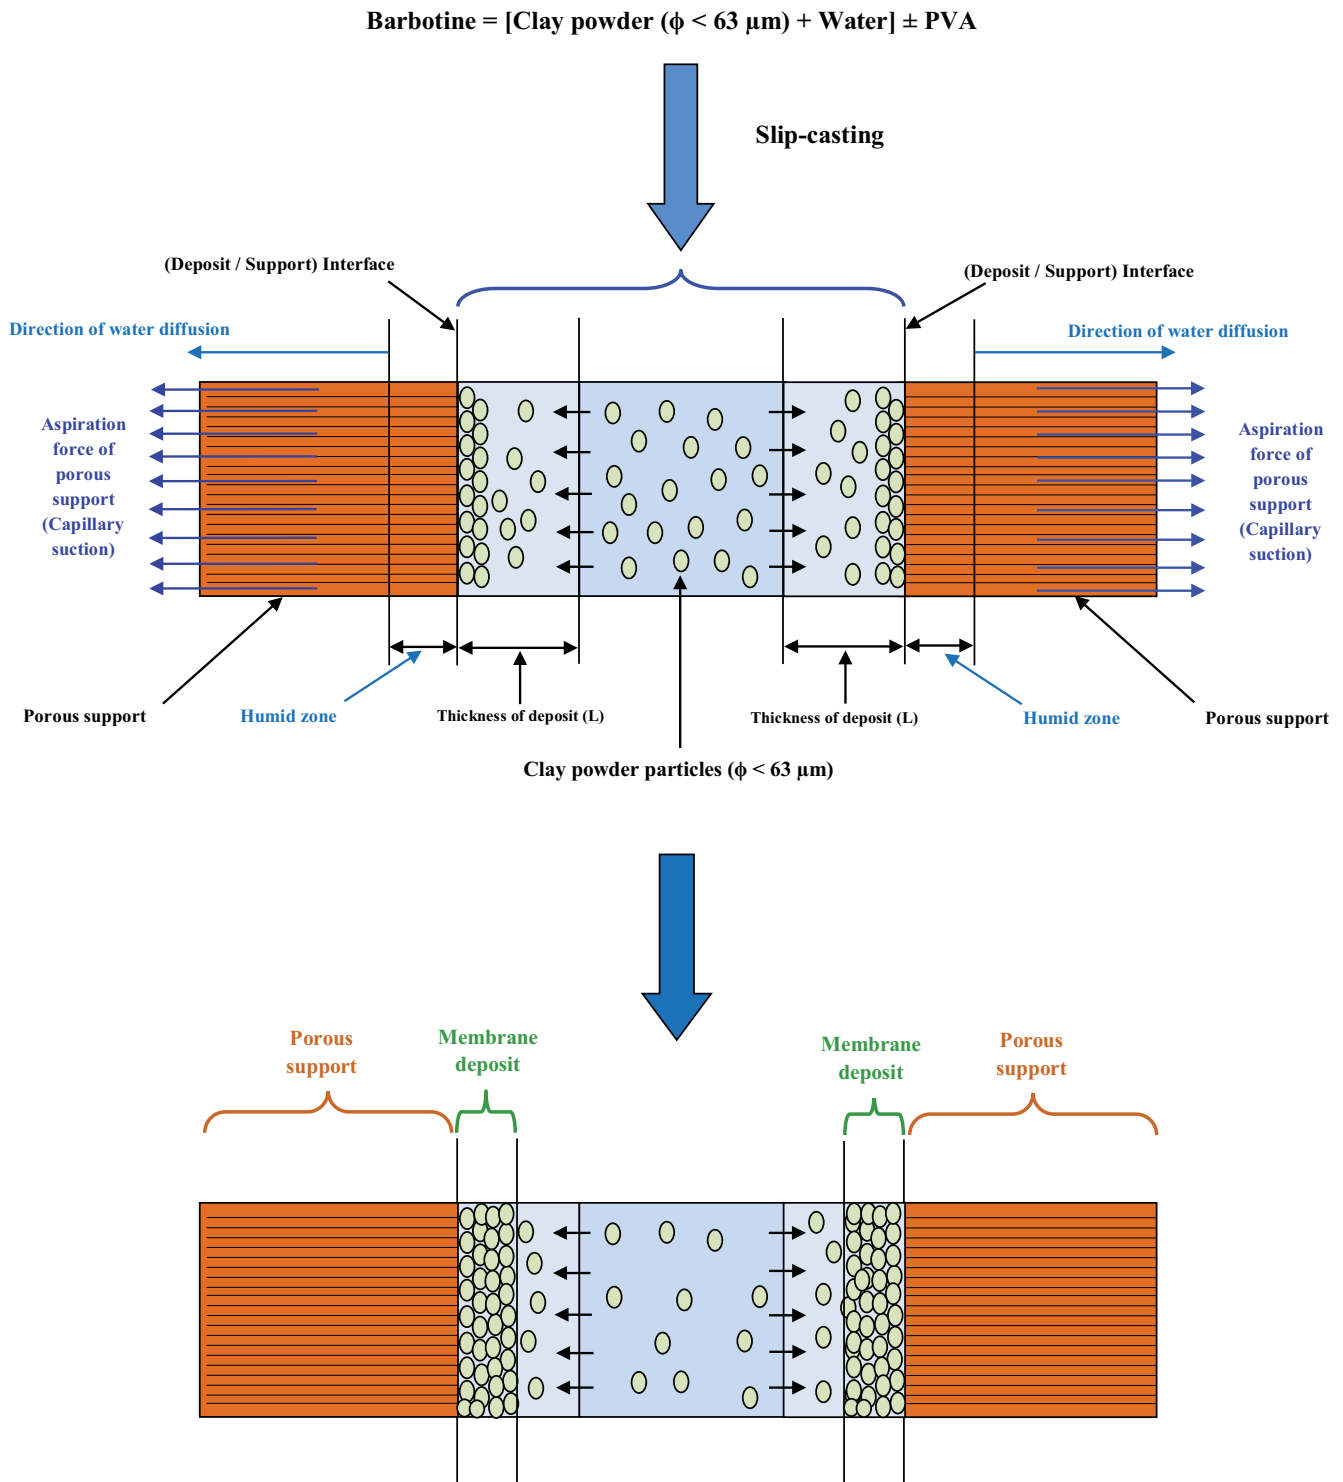 Barbotine = [Clay powder (ϕ < 63 µm) + Water] ± PVA
Slip-casting
(Deposit / Support) Interface
(Deposit / Support) Interface
Direction of water diffusion
Direction of water diffusion
Aspiration
force of
porous
support
(Capillary
suction)
Aspiration
force of
porous
support
(Capillary
suction)
Porous support
Humid zone
Thickness of deposit (L)
Thickness of deposit (L)
Humid zone
Porous support
Clay powder particles (ϕ < 63 µm)
Porous
support
Membrane
deposit
Membrane
deposit
Porous
support